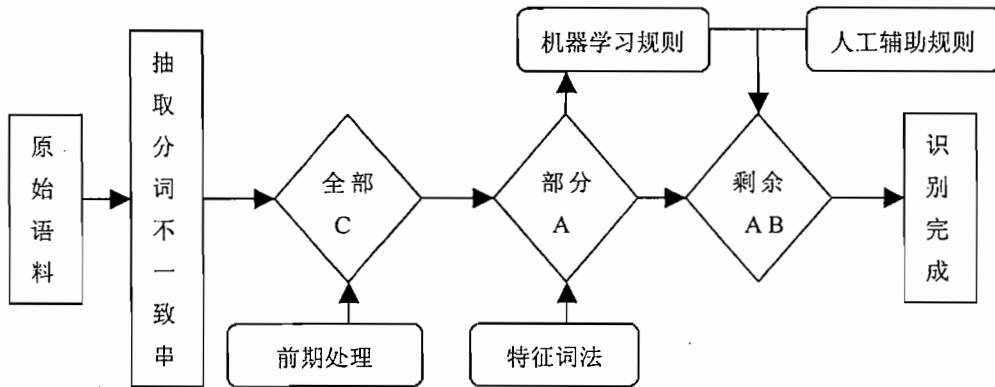 机器学习规则
人工辅助规则
原始语料
抽取分词不一致串
全部
C
部分
A
剩余
A B
识别完成
前期处理
特征词法